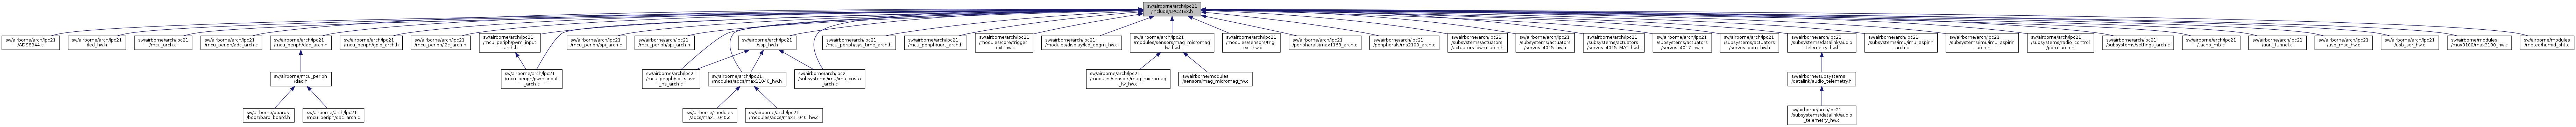 sw/airborne/arch/lpc21
/include/LPC21xx.h
sw/airborne/arch/lpc21
/ADS8344.c
sw/airborne/arch/lpc21
/led_hw.h
sw/airborne/arch/lpc21
/mcu_arch.c
sw/airborne/arch/lpc21
/mcu_periph/adc_arch.c
sw/airborne/arch/lpc21
/mcu_periph/dac_arch.h
sw/airborne/arch/lpc21
/mcu_periph/gpio_arch.h
sw/airborne/arch/lpc21
/mcu_periph/i2c_arch.h
sw/airborne/arch/lpc21
/mcu_periph/pwm_input
_arch.h
sw/airborne/arch/lpc21
/mcu_periph/spi_arch.c
sw/airborne/arch/lpc21
/mcu_periph/spi_arch.h
sw/airborne/arch/lpc21
/ssp_hw.h
sw/airborne/arch/lpc21
/mcu_periph/sys_time_arch.h
sw/airborne/arch/lpc21
/mcu_periph/uart_arch.h
sw/airborne/arch/lpc21
/modules/core/trigger
_ext_hw.c
sw/airborne/arch/lpc21
/modules/display/lcd_dogm_hw.c
sw/airborne/arch/lpc21
/modules/sensors/mag_micromag
_fw_hw.h
sw/airborne/arch/lpc21
/modules/sensors/trig
_ext_hw.c
sw/airborne/arch/lpc21
/peripherals/max1168_arch.c
sw/airborne/arch/lpc21
/peripherals/ms2100_arch.c
sw/airborne/arch/lpc21
/subsystems/actuators
/actuators_pwm_arch.h
sw/airborne/arch/lpc21
/subsystems/actuators
/servos_4015_hw.h
sw/airborne/arch/lpc21
/subsystems/actuators
/servos_4015_MAT_hw.h
sw/airborne/arch/lpc21
/subsystems/actuators
/servos_4017_hw.h
sw/airborne/arch/lpc21
/subsystems/actuators
/servos_ppm_hw.h
sw/airborne/arch/lpc21
/subsystems/datalink/audio
_telemetry_hw.h
sw/airborne/arch/lpc21
/subsystems/imu/imu_aspirin
_arch.c
sw/airborne/arch/lpc21
/subsystems/imu/imu_aspirin
_arch.h
sw/airborne/arch/lpc21
/subsystems/radio_control
/ppm_arch.h
sw/airborne/arch/lpc21
/subsystems/settings_arch.c
sw/airborne/arch/lpc21
/tacho_mb.c
sw/airborne/arch/lpc21
/uart_tunnel.c
sw/airborne/arch/lpc21
/usb_msc_hw.c
sw/airborne/arch/lpc21
/usb_ser_hw.c
sw/airborne/modules
/max3100/max3100_hw.c
sw/airborne/modules
/meteo/humid_sht.c
sw/airborne/mcu_periph
/dac.h
sw/airborne/arch/lpc21
/mcu_periph/pwm_input
_arch.c
sw/airborne/arch/lpc21
/mcu_periph/spi_slave
_hs_arch.c
sw/airborne/arch/lpc21
/modules/adcs/max11040_hw.h
sw/airborne/arch/lpc21
/subsystems/imu/imu_crista
_arch.c
sw/airborne/arch/lpc21
/modules/sensors/mag_micromag
_fw_hw.c
sw/airborne/modules
/sensors/mag_micromag_fw.c
sw/airborne/subsystems
/datalink/audio_telemetry.h
sw/airborne/boards
/booz/baro_board.h
sw/airborne/arch/lpc21
/mcu_periph/dac_arch.c
sw/airborne/modules
/adcs/max11040.c
sw/airborne/arch/lpc21
/modules/adcs/max11040_hw.c
sw/airborne/arch/lpc21
/subsystems/datalink/audio
_telemetry_hw.c